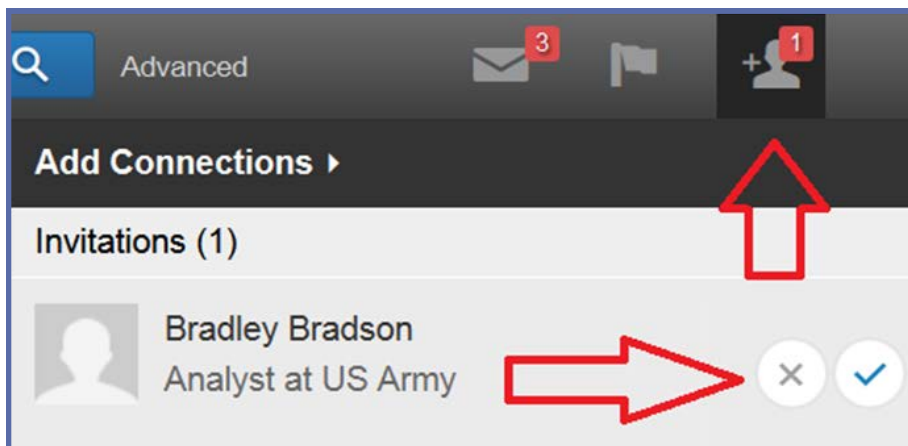 Advanced
3
1
Add Connections
Invitations (1)
Bradley Bradson
Analyst at US Army